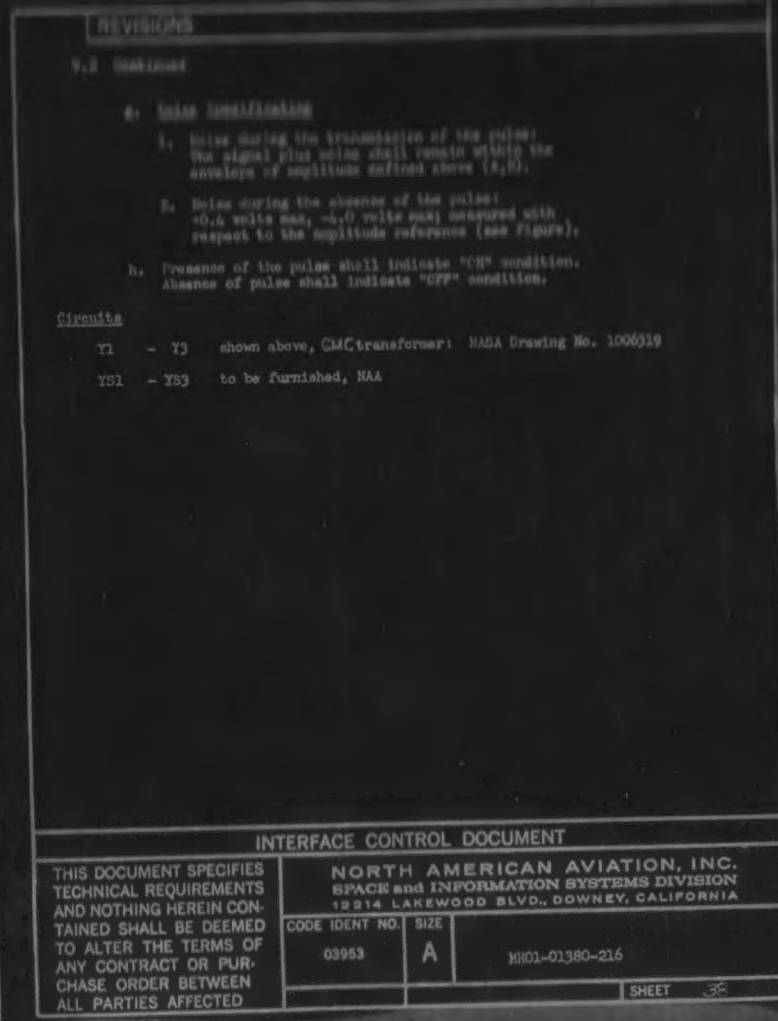 REVISIONS
Continued
g. Noise Specification
1. Noise during the transmission of the pulse:
The signal plus noise shall remain within the
envelope of amplitude defined above (A,B).
2. Noise during the absence of the pulse:
+0.4 volts max, -4.0 volts max; measured with
respect to the amplitude reference (see figure).
h. Presence of the pulse shall indicate "ON" condition.
Absence of pulse shall indicate "OFF" condition.
Circuits
Y1 - Y3 shown above, CMC transformer: NASA Drawing No. 1006319
YS1 - YS3 to be furnished, NAA
INTERFACE CONTROL DOCUMENT
THIS DOCUMENT SPECIFIES
TECHNICAL REQUIREMENTS
AND NOTHING HEREIN CON-
TAINED SHALL BE DEEMED
TO ALTER THE TERMS OF
ANY CONTRACT OR PUR-
CHASE ORDER BETWEEN
ALL PARTIES AFFECTED
NORTH AMERICAN AVIATION, INC.
SPACE and INFORMATION SYSTEMS DIVISION
12214 LAKEWOOD BLVD., DOWNEY, CALIFORNIA
CODE IDENT NO.
03953
SIZE
A
MH01-01380-216
SHEET 38